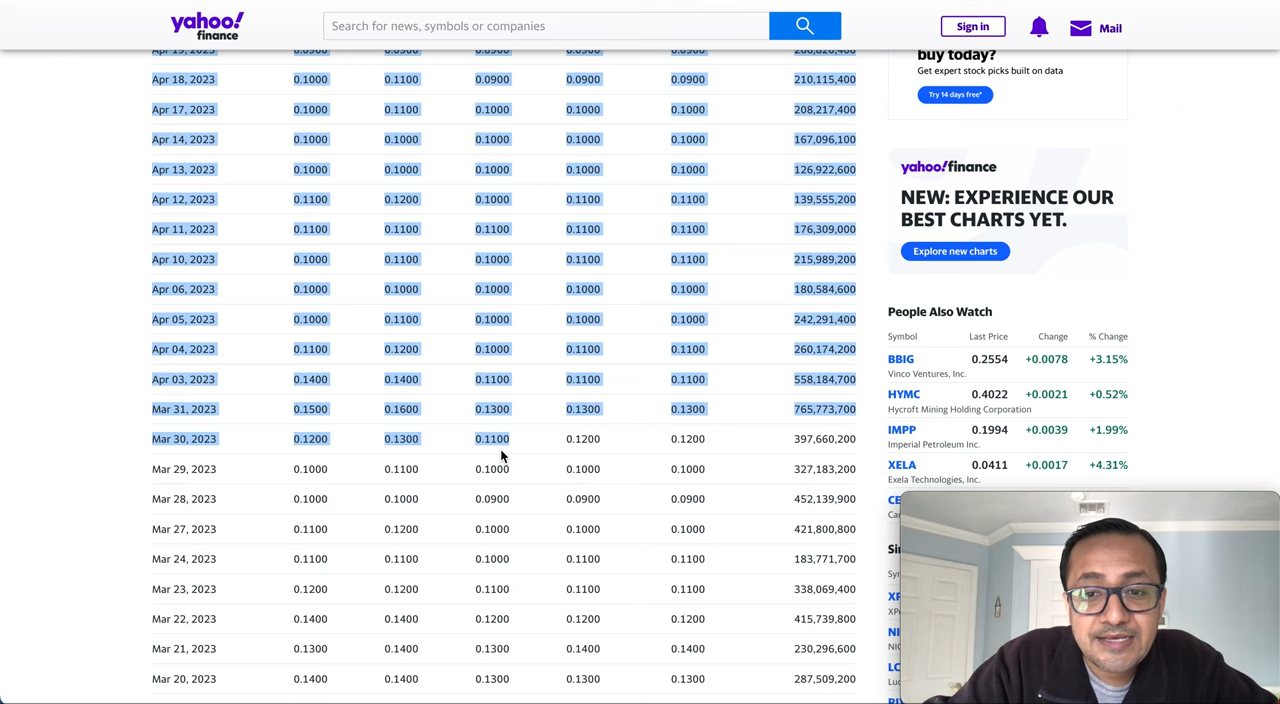 yahoo!
finance
Search for news, symbols or companies
Sign in
Mail
Apr 18, 2023 0.1000 0.1100 0.0900 0.0900 0.0900 210,115,400
Apr 17, 2023 0.1000 0.1100 0.1000 0.1000 0.1000 208,217,400
Apr 14, 2023 0.1000 0.1000 0.1000 0.1000 0.1000 167,096,100
Apr 13, 2023 0.1000 0.1000 0.1000 0.1000 0.1000 126,922,600
Apr 12, 2023 0.1100 0.1200 0.1000 0.1000 0.1100 139,555,200
Apr 11, 2023 0.1100 0.1100 0.1000 0.1100 0.1100 176,309,000
Apr 10, 2023 0.1000 0.1100 0.1000 0.1100 0.1100 215,989,200
Apr 06, 2023 0.1000 0.1000 0.1000 0.1000 0.1000 180,584,600
Apr 05, 2023 0.1000 0.1100 0.1000 0.1000 0.1000 242,291,400
Apr 04, 2023 0.1100 0.1200 0.1000 0.1100 0.1100 260,174,200
Apr 03, 2023 0.1400 0.1400 0.1100 0.1100 0.1100 558,184,700
Mar 31, 2023 0.1500 0.1600 0.1300 0.1300 0.1300 765,773,700
Mar 30, 2023 0.1200 0.1300 0.1100 0.1200 0.1200 397,660,200
Mar 29, 2023 0.1000 0.1100 0.1000 0.1000 0.1000 327,183,200
Mar 28, 2023 0.1000 0.1000 0.0900 0.0900 0.0900 452,139,900
Mar 27, 2023 0.1100 0.1200 0.1000 0.1000 0.1000 421,800,800
Mar 24, 2023 0.1100 0.1100 0.1000 0.1100 0.1100 183,771,700
Mar 23, 2023 0.1200 0.1200 0.1100 0.1100 0.1100 338,069,400
Mar 22, 2023 0.1400 0.1400 0.1200 0.1200 0.1200 415,739,800
Mar 21, 2023 0.1300 0.1400 0.1300 0.1400 0.1400 230,296,600
Mar 20, 2023 0.1400 0.1400 0.1300 0.1300 0.1300 287,509,200
buy today?
Get expert stock picks built on data
Try 14 days free*
yahoo!finance
NEW: EXPERIENCE OUR
BEST CHARTS YET.
Explore new charts
People Also Watch
Symbol Last Price Change % Change
BBIG 0.2554 +0.0078 +3.15%
Vinco Ventures, Inc.
HYMC 0.4022 +0.0021 +0.52%
Hycroft Mining Holding Corporation
IMPP 0.1994 +0.0039 +1.99%
Imperial Petroleum Inc.
XELA 0.0411 +0.0017 +4.31%
Exela Technologies, Inc.